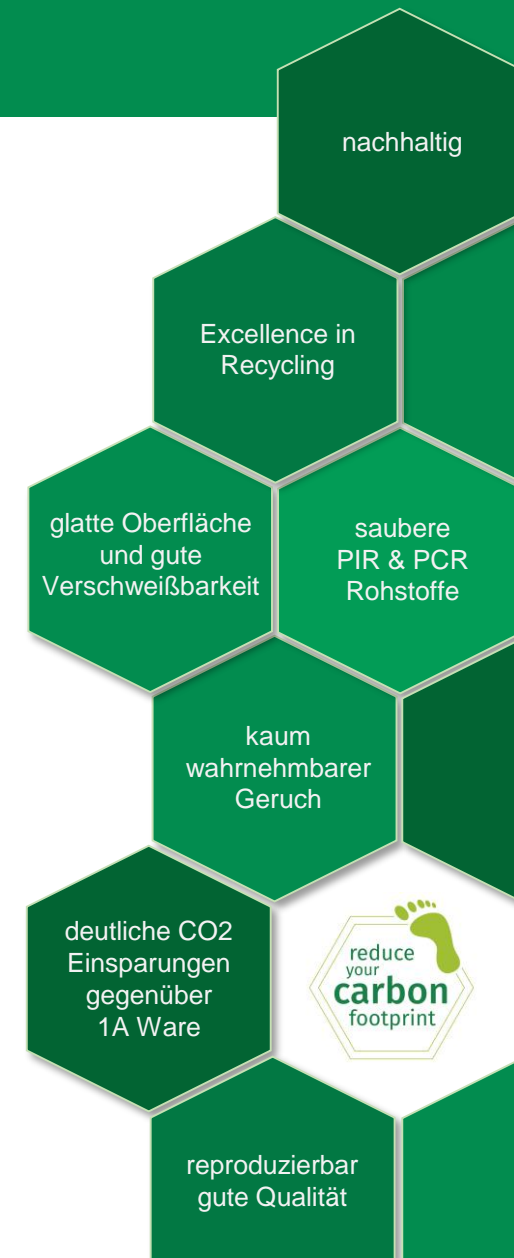 nachhaltig
Excellence in
Recycling
glatte Oberfläche
und gute
Verschweißbarkeit
saubere
PIR & PCR
Rohstoffe
kaum
wahrnehmbarer
Geruch
deutliche CO2
Einsparungen
gegenüber
1A Ware
reduce
your
carbon
footprint
reproduzierbar
gute Qualität